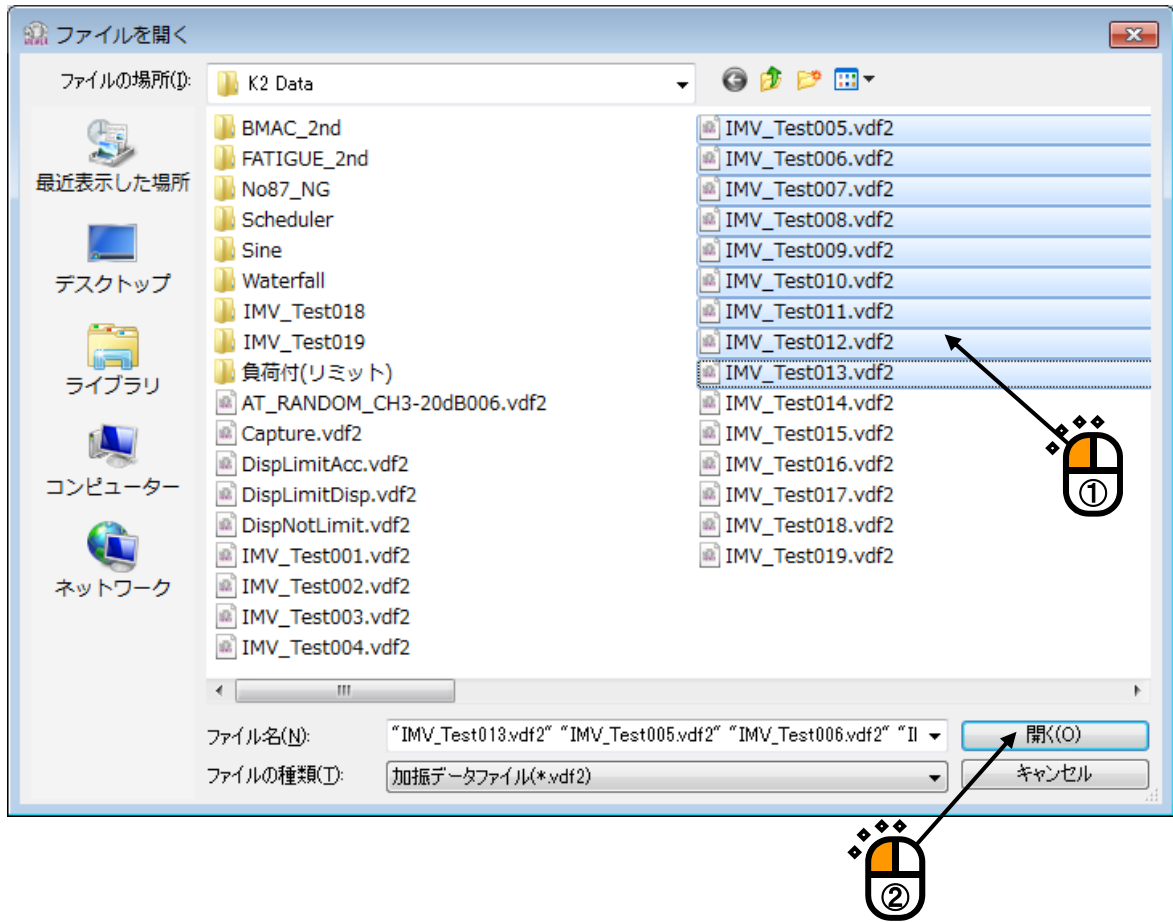 ファイルを開く
ファイルの場所(I):
K2 Data
最近表示した場所
デスクトップ
ライブラリ
コンピューター
ネットワーク
BMAC_2nd
FATIGUE_2nd
No87_NG
Scheduler
Sine
Waterfall
IMV_Test018
IMV_Test019
負荷付(リミット)
AT_RANDOM_CH3-20dB006.vdf2
Capture.vdf2
DispLimitAcc.vdf2
DispLimitDisp.vdf2
DispNotLimit.vdf2
IMV_Test001.vdf2
IMV_Test002.vdf2
IMV_Test003.vdf2
IMV_Test004.vdf2
IMV_Test005.vdf2
IMV_Test006.vdf2
IMV_Test007.vdf2
IMV_Test008.vdf2
IMV_Test009.vdf2
IMV_Test010.vdf2
IMV_Test011.vdf2
IMV_Test012.vdf2
IMV_Test013.vdf2
IMV_Test014.vdf2
IMV_Test015.vdf2
IMV_Test016.vdf2
IMV_Test017.vdf2
IMV_Test018.vdf2
IMV_Test019.vdf2
①
ファイル名(N):
"IMV_Test013.vdf2" "IMV_Test005.vdf2" "IMV_Test006.vdf2"
開く(O)
ファイルの種類(T):
加振データファイル(*.vdf2)
キャンセル
②